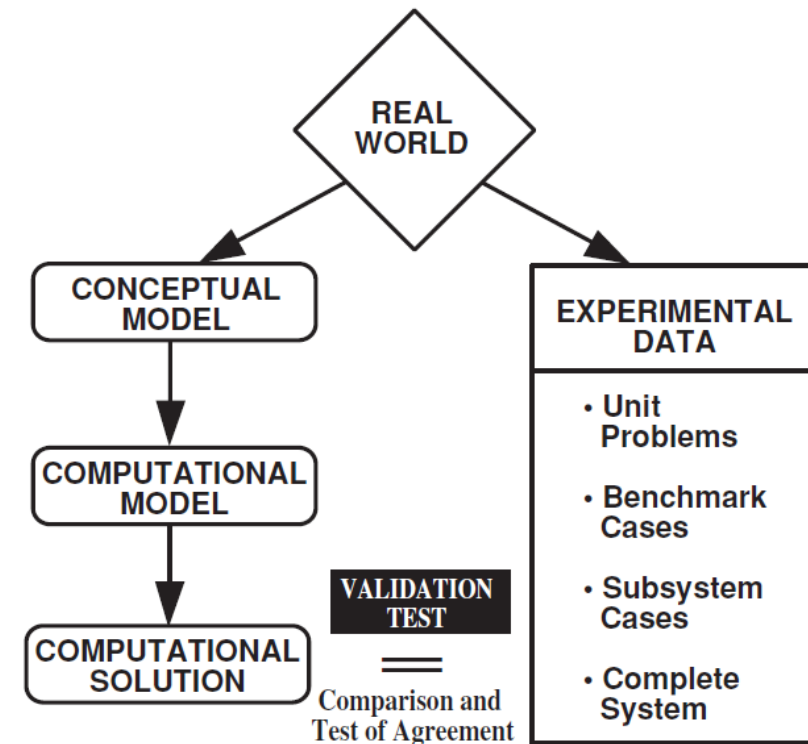 REAL
WORLD
CONCEPTUAL
MODEL
COMPUTATIONAL
MODEL
COMPUTATIONAL
SOLUTION
VALIDATION
TEST
=
Comparison and
Test of Agreement
EXPERIMENTAL
DATA
• Unit
Problems
• Benchmark
Cases
• Subsystem
Cases
• Complete
System